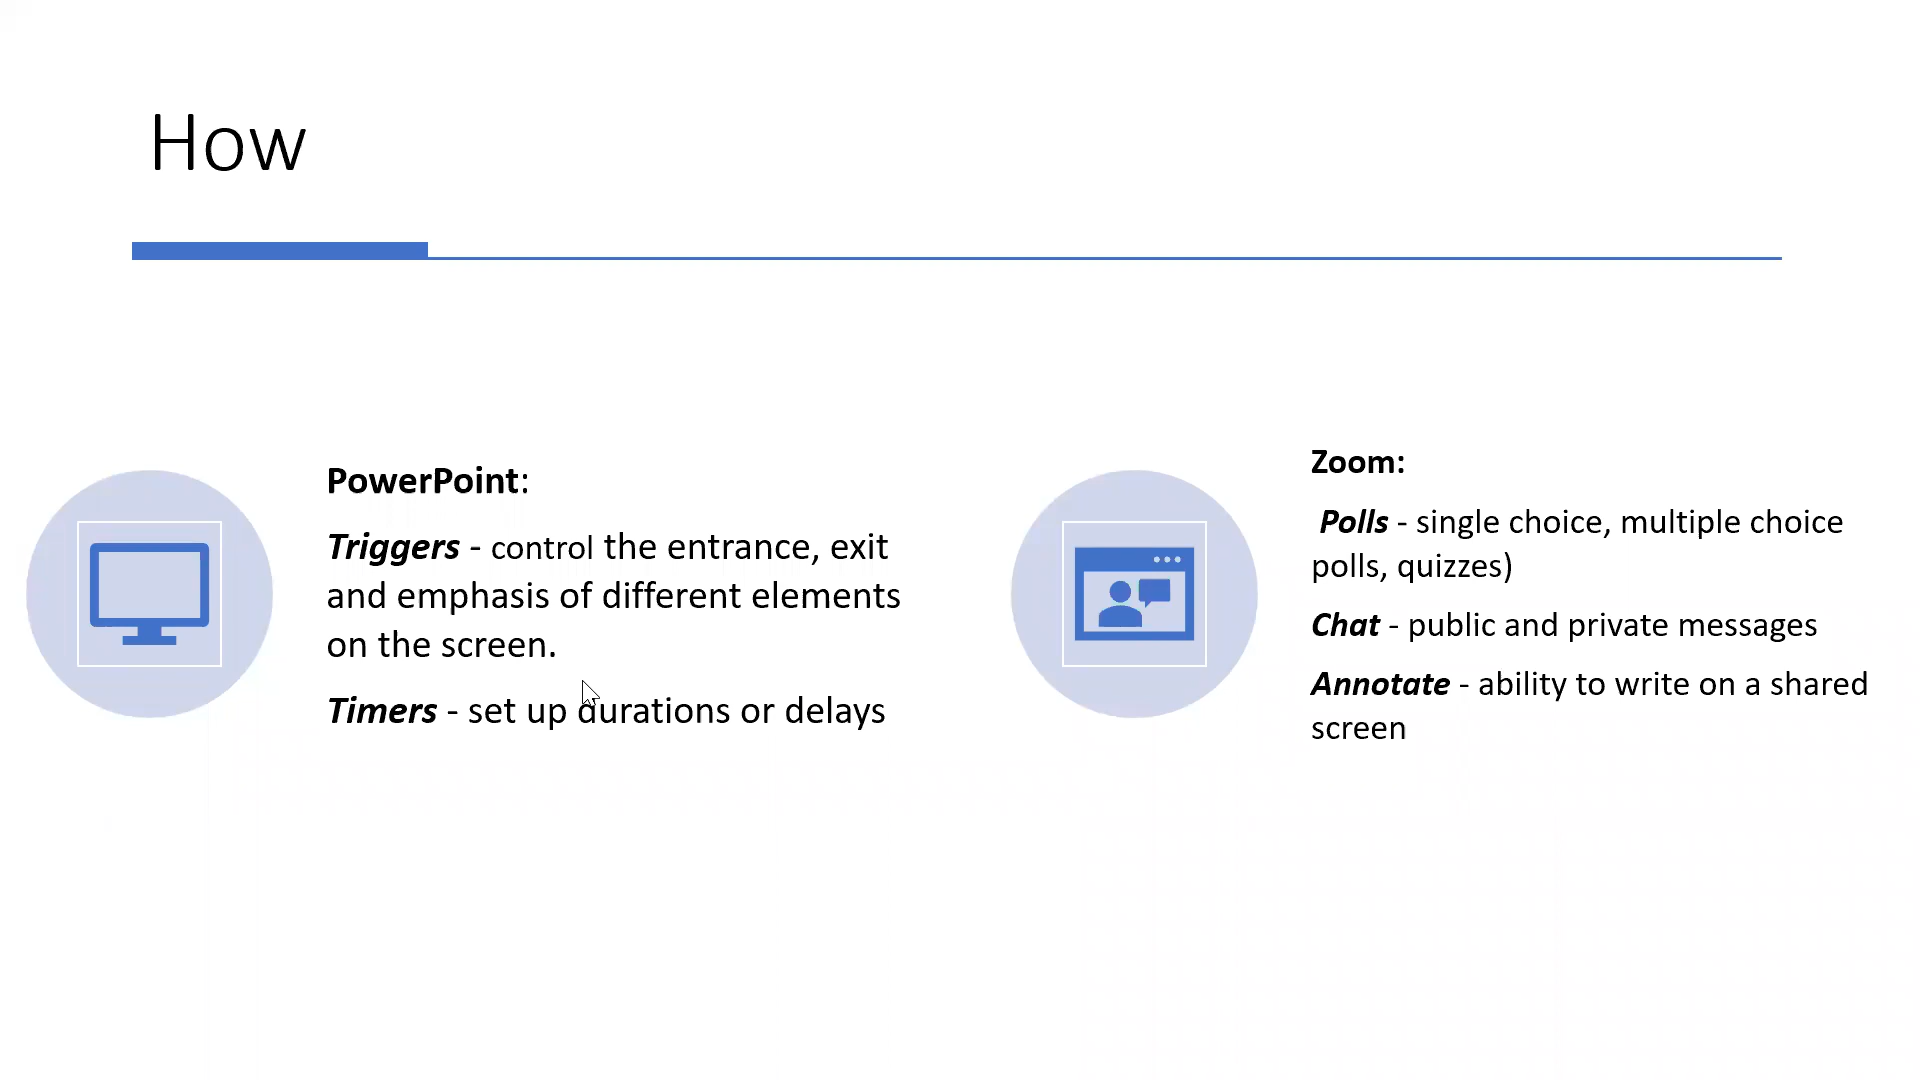 How
PowerPoint:
Triggers - control the entrance, exit
and emphasis of different elements
on the screen.
Timers - set up durations or delays
Zoom:
Polls - single choice, multiple choice
polls, quizzes)
Chat - public and private messages
Annotate - ability to write on a shared
screen